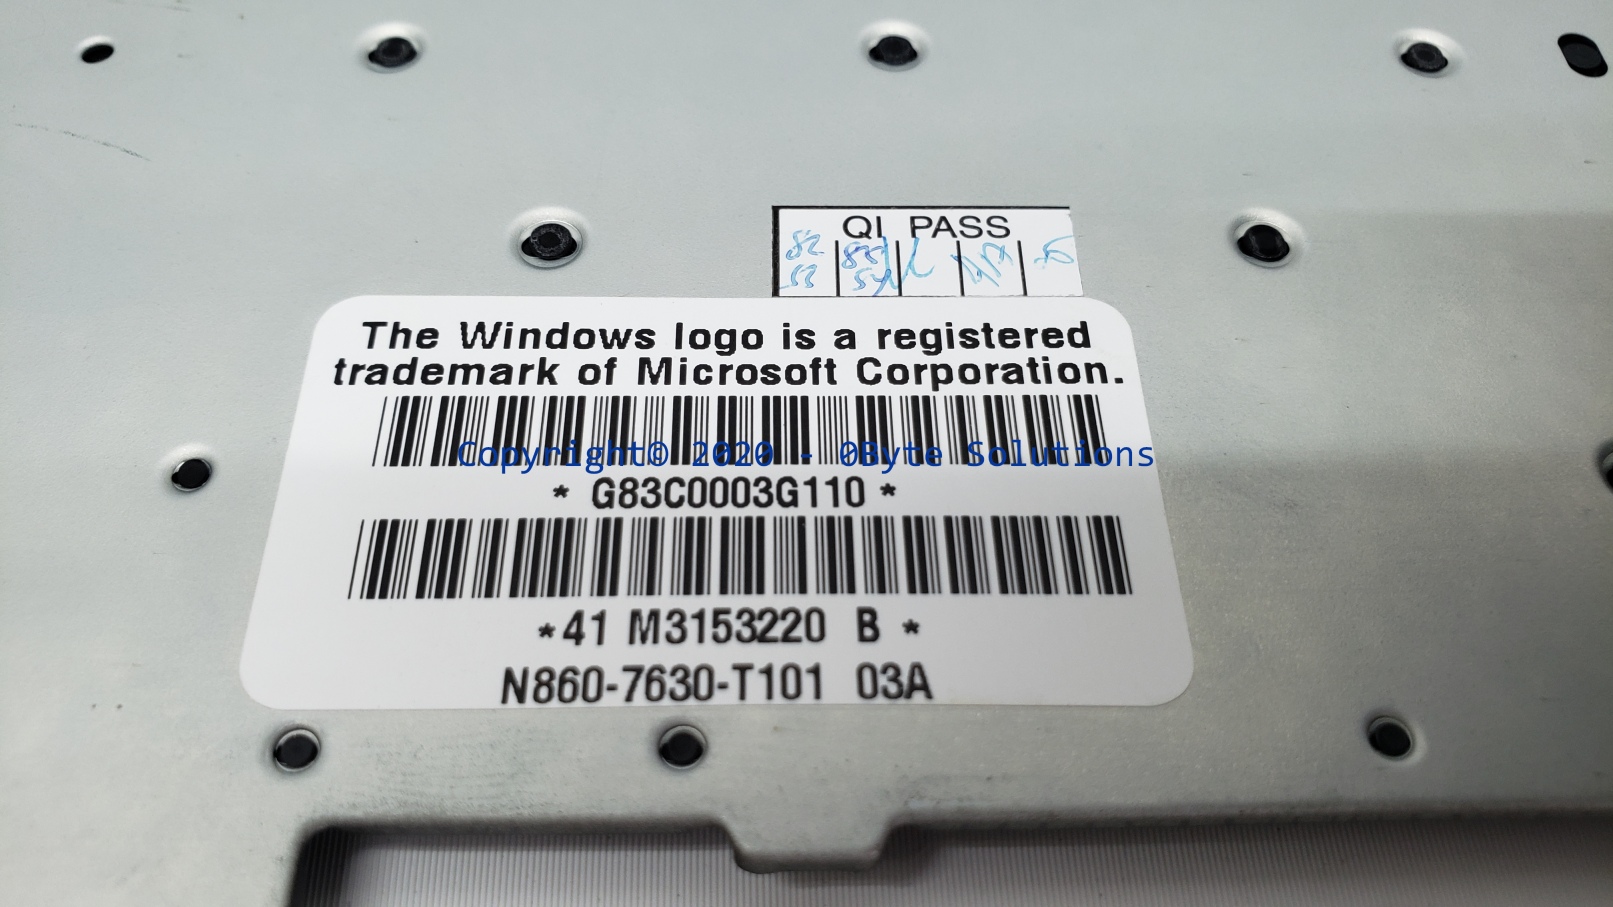 QI PASS
The Windows logo is a registered
trademark of Microsoft Corporation.
Copyright© 2020 - 0Byte Solutions
* G83C0003G110 *
*41 M3153220 B *
N860-7630-T101 03A